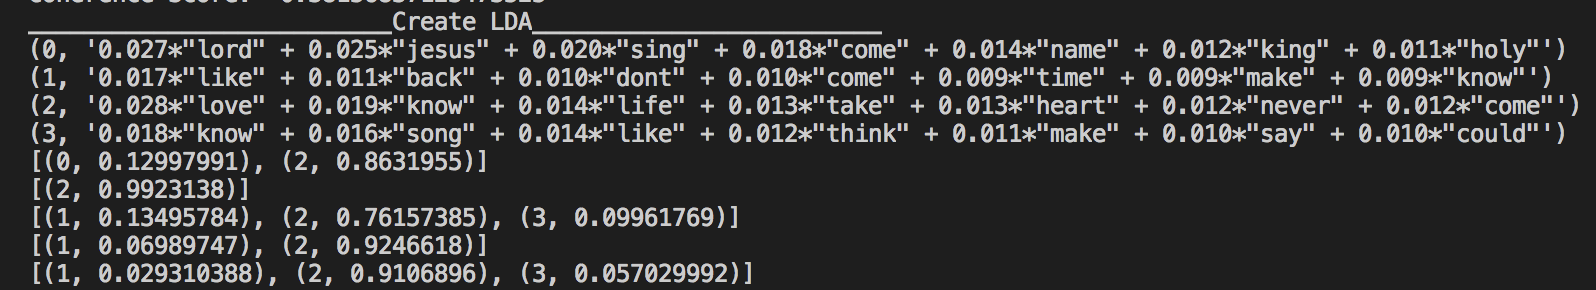 ____________________________Create LDA____________________________
(0, '0.027*"lord" + 0.025*"jesus" + 0.020*"sing" + 0.018*"come" + 0.014*"name" + 0.012*"king" + 0.011*"holy"')
(1, '0.017*"like" + 0.011*"back" + 0.010*"dont" + 0.010*"come" + 0.009*"time" + 0.009*"make" + 0.009*"know"')
(2, '0.028*"love" + 0.019*"know" + 0.014*"life" + 0.013*"take" + 0.013*"heart" + 0.012*"never" + 0.012*"come"')
(3, '0.018*"know" + 0.016*"song" + 0.014*"like" + 0.012*"think" + 0.011*"make" + 0.010*"say" + 0.010*"could"')
[(0, 0.12997991), (2, 0.8631955)]
[(2, 0.9923138)]
[(1, 0.13495784), (2, 0.76157385), (3, 0.09961769)]
[(1, 0.06989747), (2, 0.9246618)]
[(1, 0.029310388), (2, 0.9106896), (3, 0.057029992)]